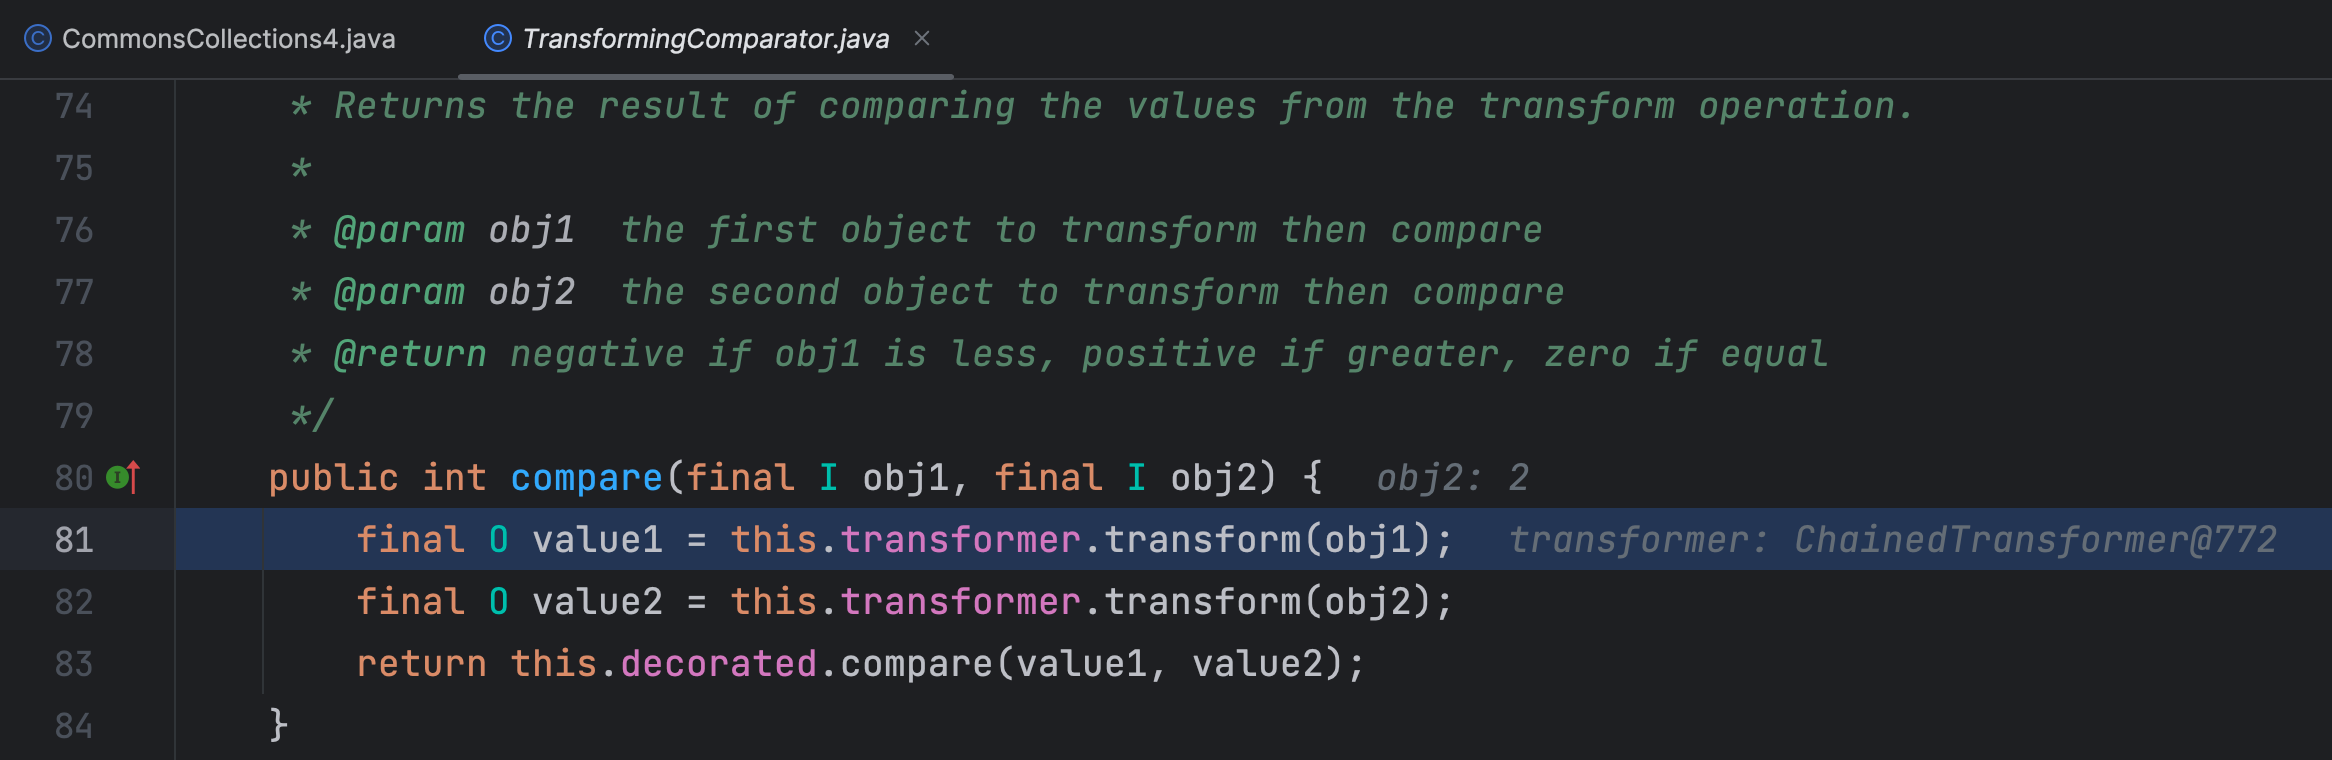 CommonsCollections4.java TransformingComparator.java
74 * Returns the result of comparing the values from the transform operation.
75 *
76 * @param obj1 the first object to transform then compare
77 * @param obj2 the second object to transform then compare
78 * @return negative if obj1 is less, positive if greater, zero if equal
79 */
80 public int compare(final I obj1, final I obj2) { obj2: 2
81 final O value1 = this.transformer.transform(obj1); transformer: ChainedTransformer@772
82 final O value2 = this.transformer.transform(obj2);
83 return this.decorated.compare(value1, value2);
84 }